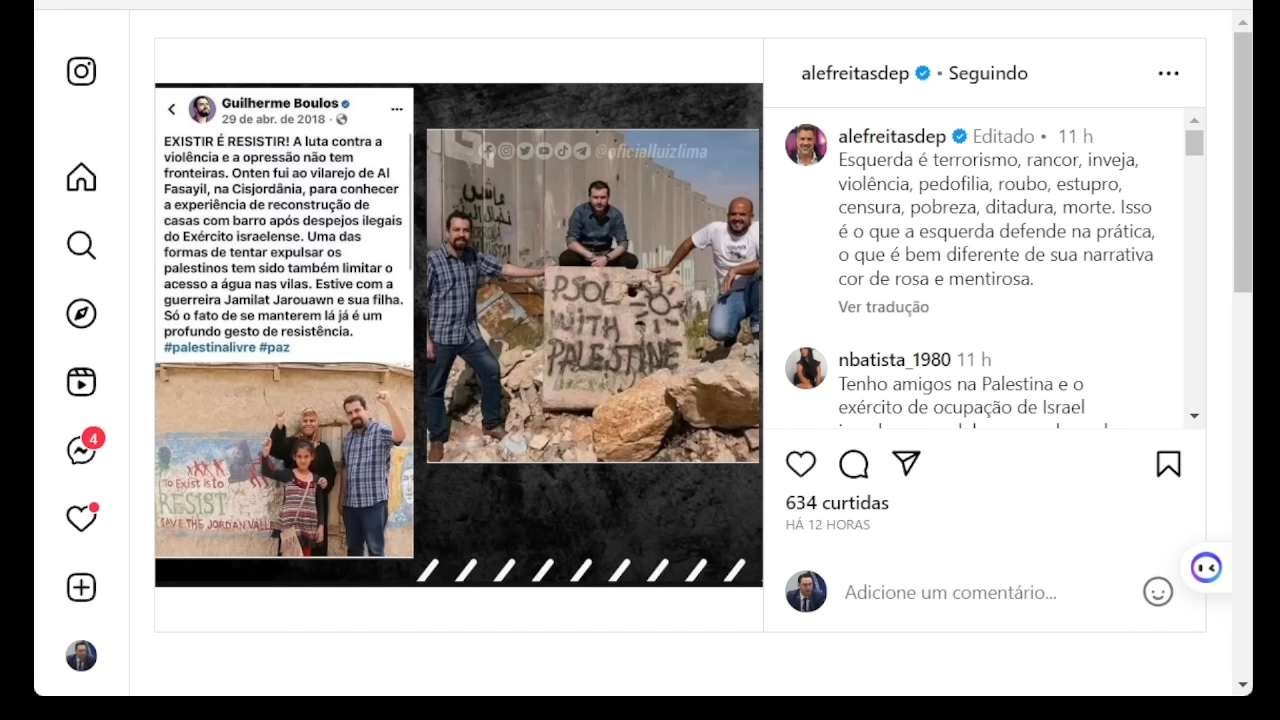 Guilherme Boulos
29 de abr. de 2018 ·
EXISTIR É RESISTIR! A luta contra a
violência e a opressão não tem
fronteiras. Onten fui ao vilarejo de Al
Fasayil, na Cisjordânia, para conhecer
a experiência de reconstrução de
casas com barro após despejos ilegais
do Exército israelense. Uma das
formas de tentar expulsar os
palestinos tem sido também limitar o
acesso a água nas vilas. Estive com a
guerreira Jamilat Jarouawn e sua filha.
Só o fato de se manterem lá já é um
profundo gesto de resistência.
#palestinalivre #paz
To Exist is to
RESIST
SAVE THE JORDAN VALLE
@oficialluizlima
PSOL
WITH
PALESTINE
alefreitasdep • Seguindo
alefreitasdep Editado • 11 h
Esquerda é terrorismo, rancor, inveja,
violência, pedofilia, roubo, estupro,
censura, pobreza, ditadura, morte. Isso
é o que a esquerda defende na prática,
o que é bem diferente de sua narrativa
cor de rosa e mentirosa.
Ver tradução
nbatista_1980 11 h
Tenho amigos na Palestina e o
exército de ocupação de Israel
634 curtidas
HÁ 12 HORAS
Adicione um comentário...
4